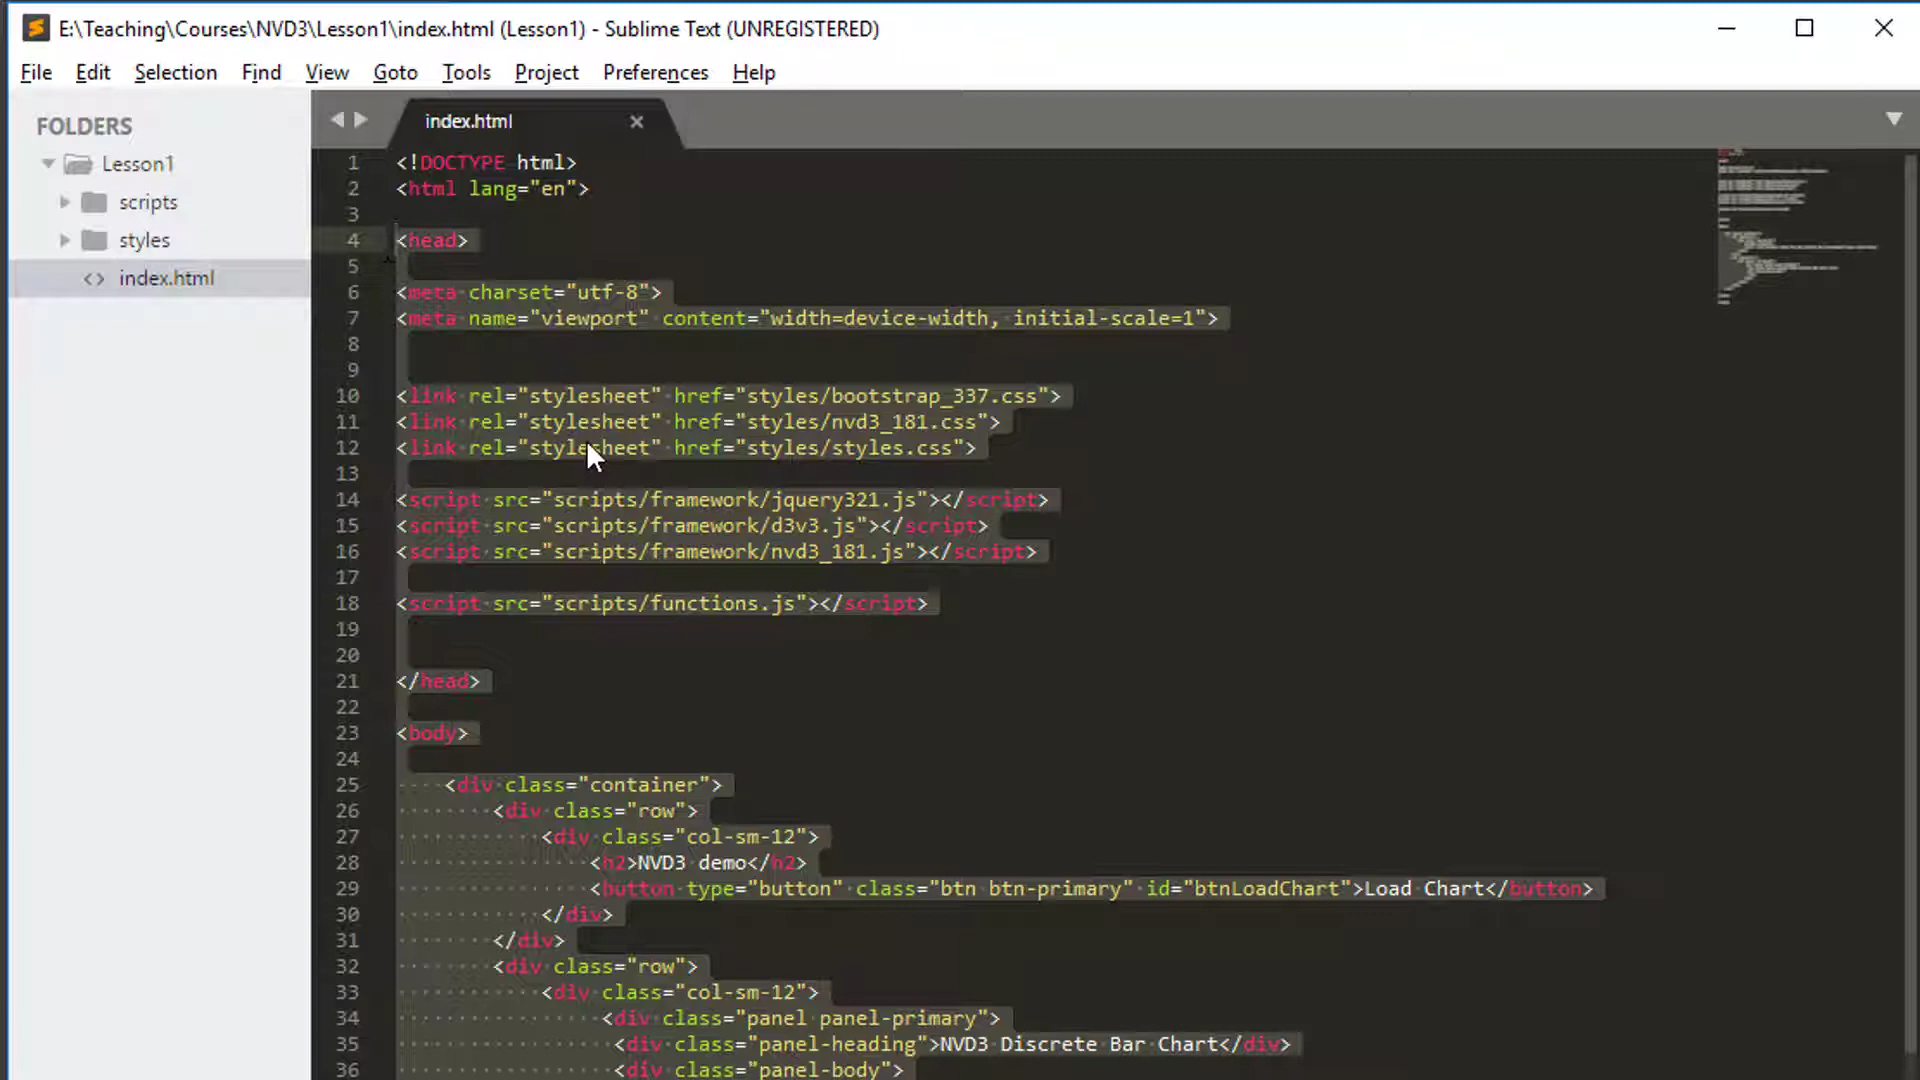 E:\Teaching\Courses\NVD3\Lesson1\index.html (Lesson1) - Sublime Text (UNREGISTERED)
File Edit Selection Find View Goto Tools Project Preferences Help
FOLDERS
Lesson1
scripts
styles
<> index.html
index.html
1 <!DOCTYPE html>
2 <html lang="en">
3
4 <head>
5
6 <meta charset="utf-8">
7 <meta name="viewport" content="width=device-width, initial-scale=1">
8
9
10 <link rel="stylesheet" href="styles/bootstrap_337.css">
11 <link rel="stylesheet" href="styles/nvd3_181.css">
12 <link rel="stylesheet" href="styles/styles.css">
13
14 <script src="scripts/framework/jquery321.js"></script>
15 <script src="scripts/framework/d3v3.js"></script>
16 <script src="scripts/framework/nvd3_181.js"></script>
17
18 <script src="scripts/functions.js"></script>
19
20
21 </head>
22
23 <body>
24
25 <div class="container">
26 <div class="row">
27 <div class="col-sm-12">
28 <h2>NVD3 demo</h2>
29 <button type="button" class="btn btn-primary" id="btnLoadChart">Load Chart</button>
30 </div>
31 </div>
32 <div class="row">
33 <div class="col-sm-12">
34 <div class="panel panel-primary">
35 <div class="panel-heading">NVD3 Discrete Bar Chart</div>
36 <div class="panel-body">